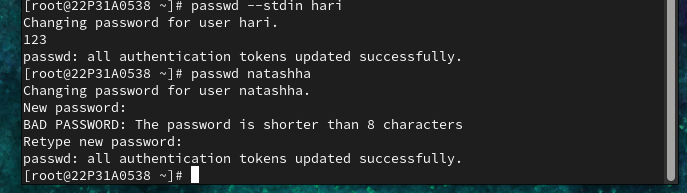 [root@22P31A0538 ~]# passwd --stdin hari
Changing password for user hari.
123
passwd: all authentication tokens updated successfully.
[root@22P31A0538 ~]# passwd natashha
Changing password for user natashha.
New password:
BAD PASSWORD: The password is shorter than 8 characters
Retype new password:
passwd: all authentication tokens updated successfully.
[root@22P31A0538 ~]#